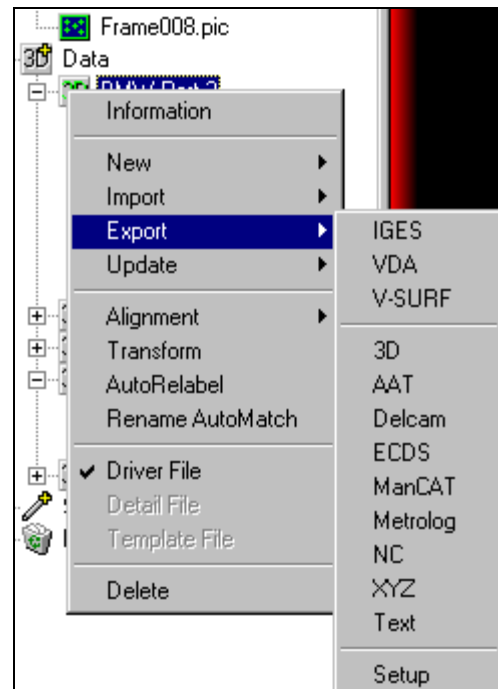 Frame008.pic
3D
Data
Information
New
Import
Export
Update
Alignment
Transform
AutoRelabel
Rename AutoMatch
Driver File
Detail File
Template File
Delete
IGES
VDA
V-SURF
3D
AAT
Delcam
ECDS
ManCAT
Metrolog
NC
XYZ
Text
Setup